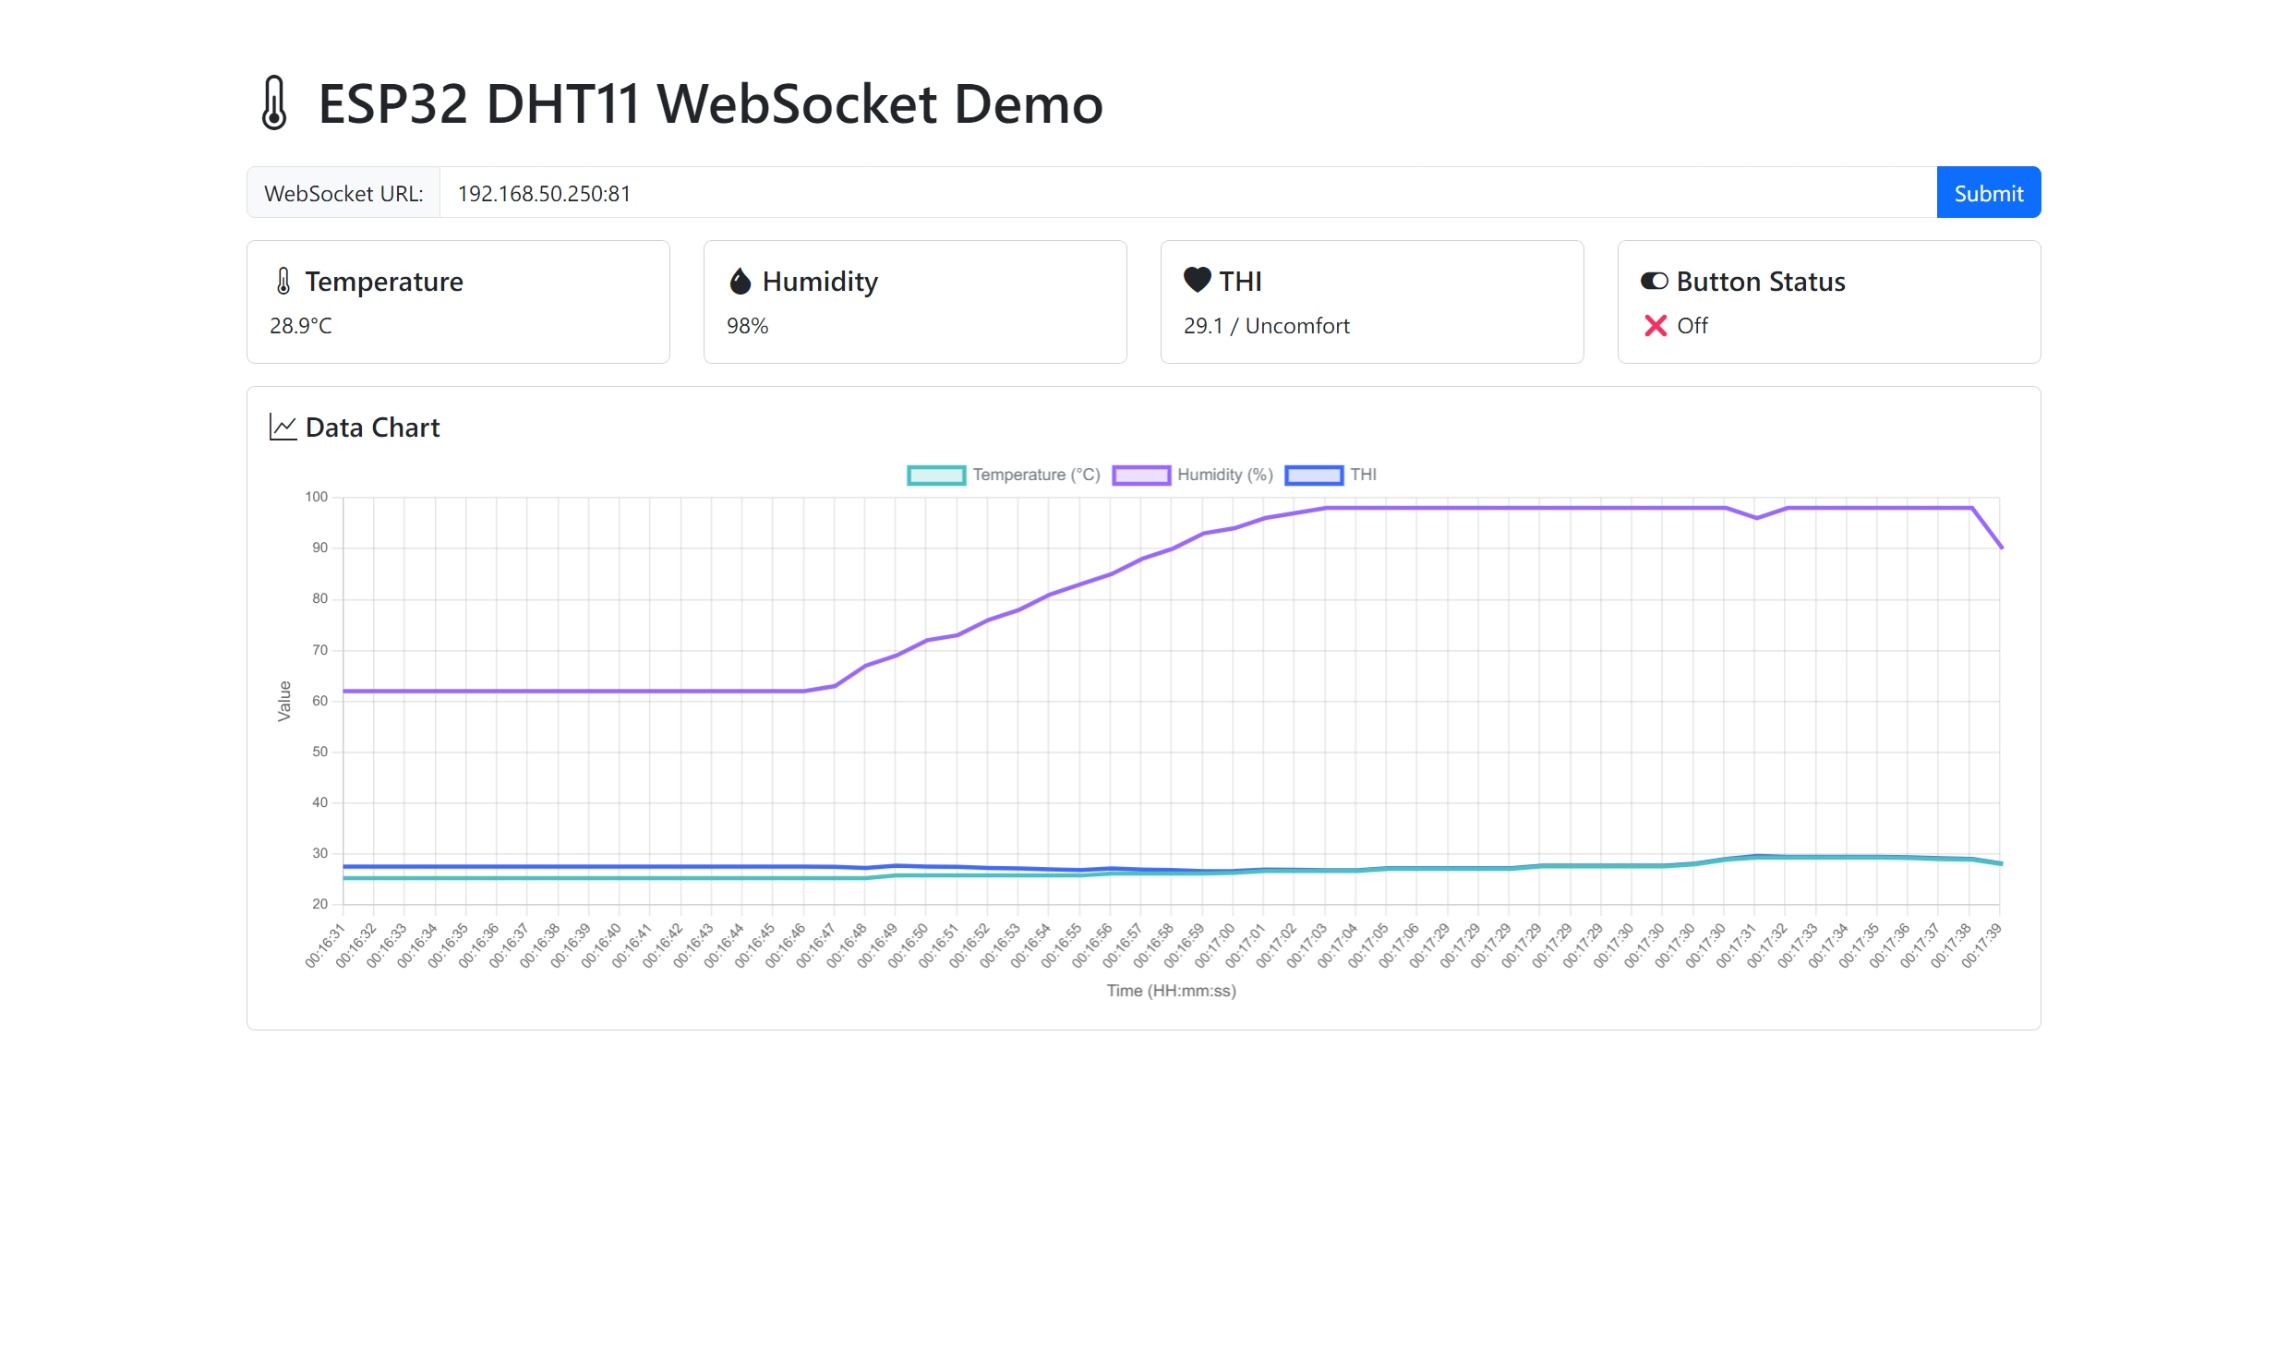 ESP32 DHT11 WebSocket Demo
WebSocket URL: 192.168.50.250:81 Submit
Temperature
28.9°C
Humidity
98%
THI
29.1 / Uncomfort
Button Status
❌ Off
Data Chart
Temperature (°C) Humidity (%) THI
100
90
80
70
60
50
40
30
20
Value
00:16:31 00:16:32 00:16:33 00:16:34 00:16:35 00:16:36 00:16:37 00:16:38 00:16:39 00:16:40 00:16:41 00:16:42 00:16:43 00:16:44 00:16:45 00:16:46 00:16:47 00:16:48 00:16:49 00:16:50 00:16:51 00:16:52 00:16:53 00:16:54 00:16:55 00:16:56 00:16:57 00:16:58 00:16:59 00:17:00 00:17:01 00:17:02 00:17:03 00:17:04 00:17:05 00:17:06 00:17:29 00:17:29 00:17:29 00:17:29 00:17:29 00:17:29 00:17:30 00:17:30 00:17:30 00:17:30 00:17:31 00:17:32 00:17:33 00:17:34 00:17:35 00:17:36 00:17:37 00:17:38 00:17:39
Time (HH:mm:ss)